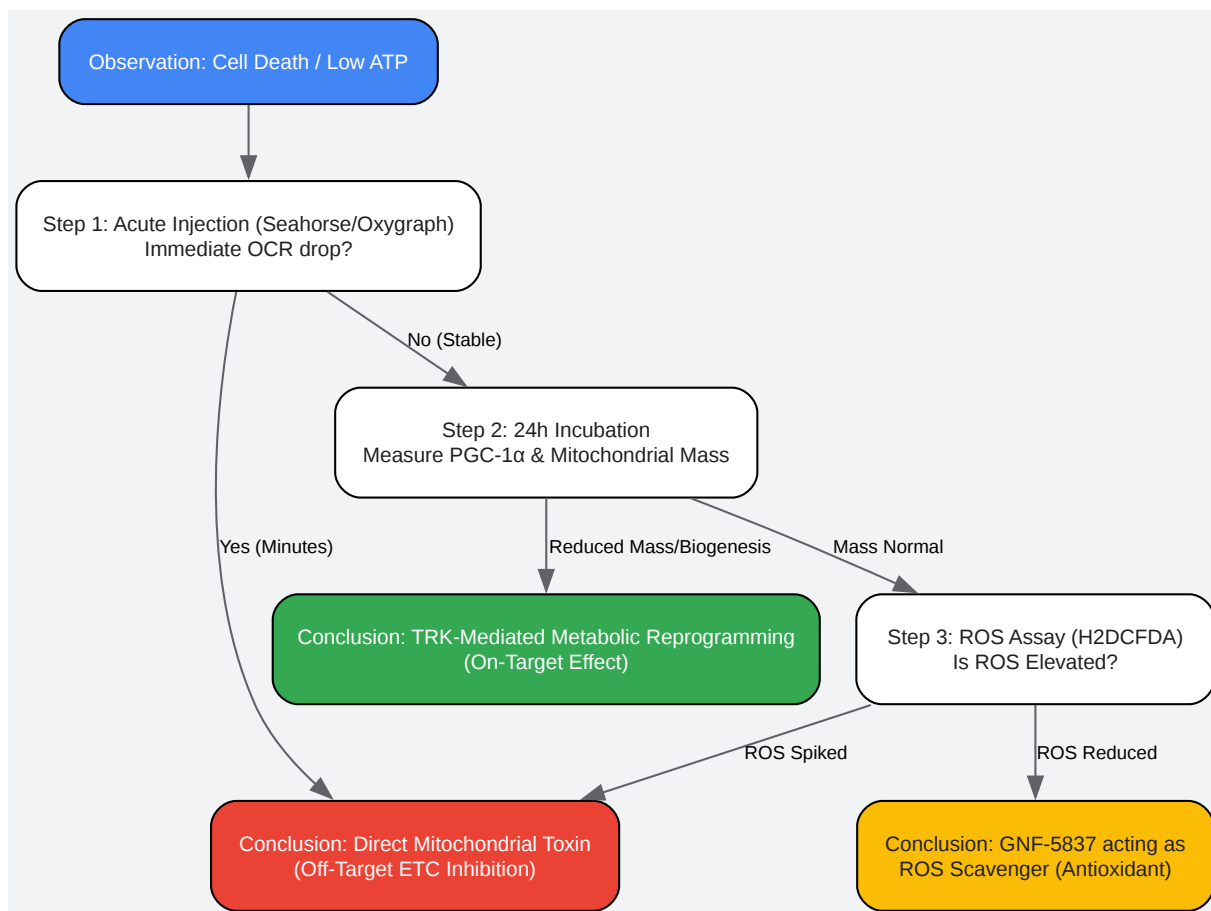 Observation: Cell Death / Low ATP
Step 1: Acute Injection (Seahorse/Oxygraph)
Immediate OCR drop?
No (Stable)
Step 2: 24h Incubation
Measure PGC-1α & Mitochondrial Mass
Yes (Minutes)
Reduced Mass/Biogenesis
Mass Normal
Conclusion: TRK-Mediated Metabolic Reprogramming
(On-Target Effect)
Step 3: ROS Assay (H2DCFDA)
Is ROS Elevated?
ROS Spiked
ROS Reduced
Conclusion: Direct Mitochondrial Toxin
(Off-Target ETC Inhibition)
Conclusion: GNF-5837 acting as
ROS Scavenger (Antioxidant)